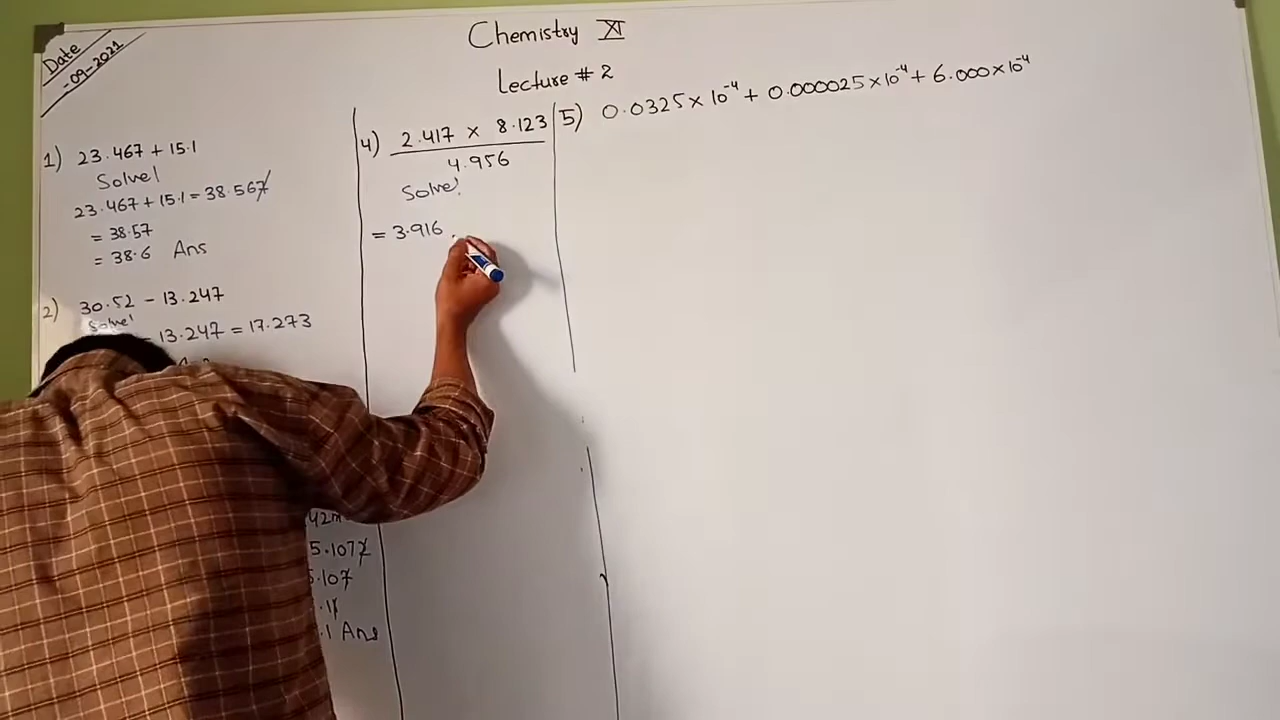 Date
-09-2021
Chemistry XI
Lecture # 2
1) 23.467 + 15.1
Solve!
23.467 + 15.1 = 38.567
= 38.57
= 38.6 Ans
2) 30.52 - 13.247
Solve!
- 13.247 = 17.273
5.107
.107
.1
.1 Ans
4) 2.417 × 8.123
4.956
Solve!
= 3.916
5) 0.0325 × 10⁻⁴ + 0.000025 × 10⁻⁴ + 6.000 × 10⁻⁴